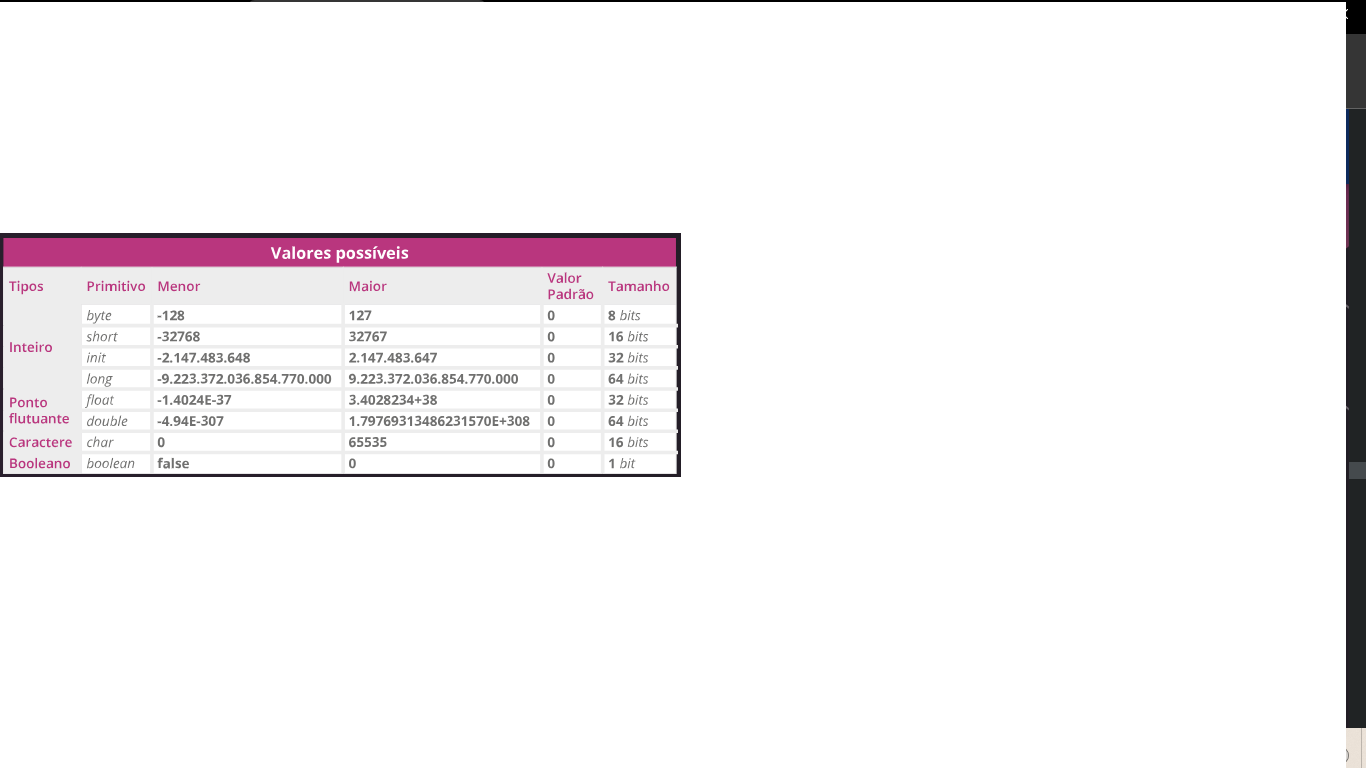 Valores possíveis
Tipos Primitivo Menor Maior Valor Padrão Tamanho
Inteiro
byte -128 127 0 8 bits
short -32768 32767 0 16 bits
init -2.147.483.648 2.147.483.647 0 32 bits
long -9.223.372.036.854.770.000 9.223.372.036.854.770.000 0 64 bits
Ponto flutuante
float -1.4024E-37 3.4028234+38 0 32 bits
double -4.94E-307 1.79769313486231570E+308 0 64 bits
Caractere char 0 65535 0 16 bits
Booleano boolean false 0 0 1 bit